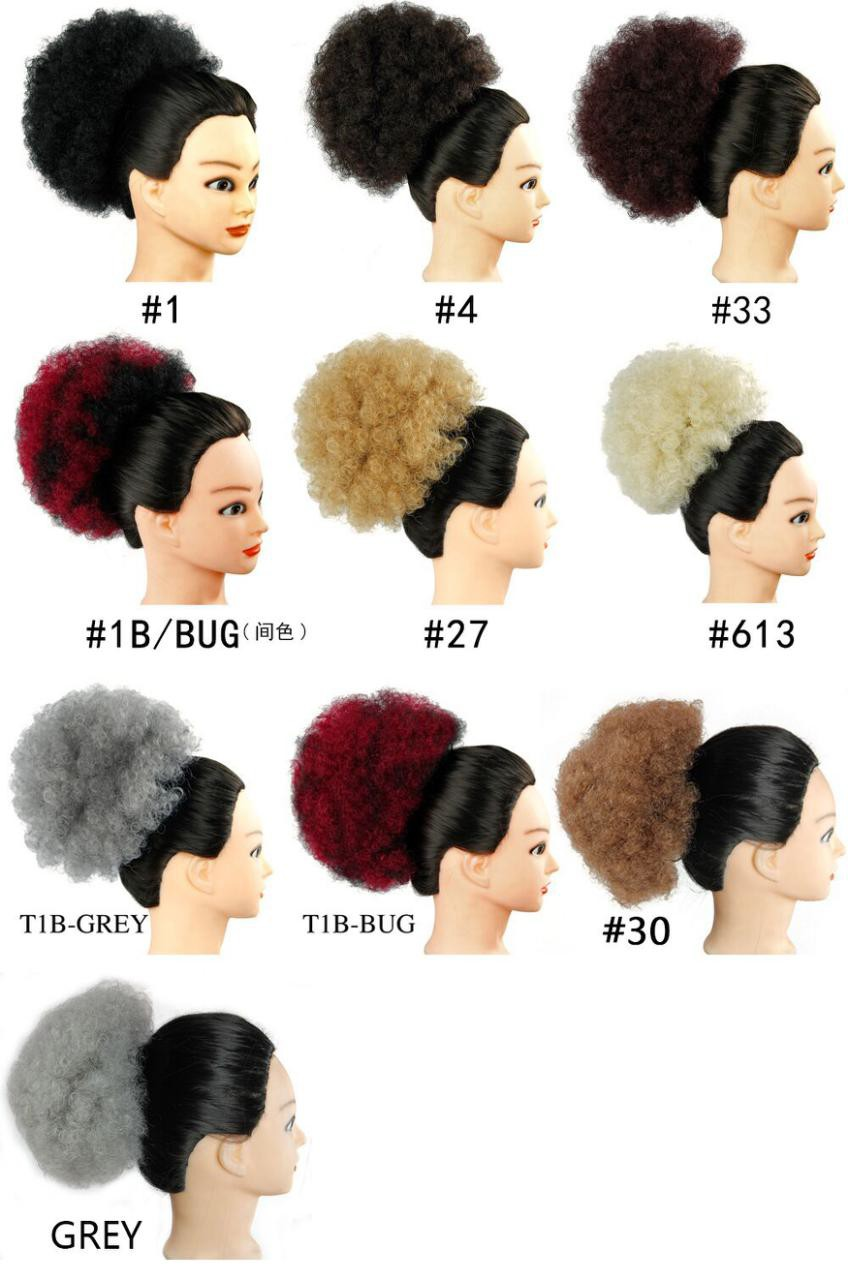 #1
#4
#33
#1B/BUG（间色）
#27
#613
T1B-GREY
T1B-BUG
#30
GREY